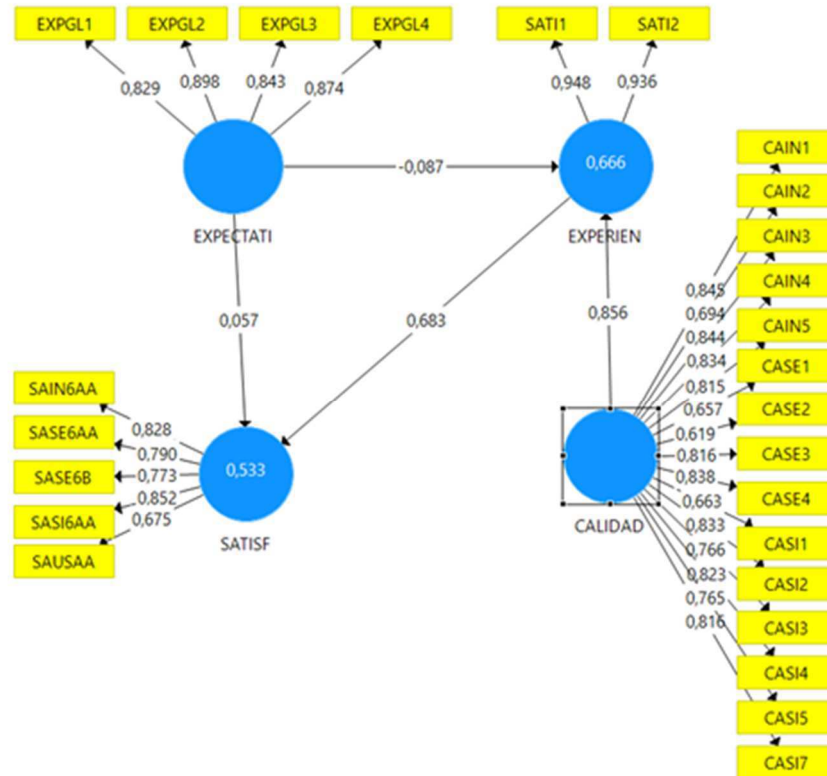 EXPGL1 EXPGL2 EXPGL3 EXPGL4 SATI1 SATI2
0,829 0,898 0,843 0,874 0,948 0,936
-0,087
0,666
EXPECTATI EXPERIEN
0,057 0,683 0,856
CAIN1
CAIN2
CAIN3
CAIN4
CAIN5
CASE1
CASE2
CASE3
CASE4
CASI1
CASI2
CASI3
CASI4
CASI5
CASI7
0,845
0,694
0,844
0,834
0,815
0,657
0,619
0,816
0,838
0,663
0,833
0,766
0,823
0,765
0,816
SAIN6AA
SASE6AA
SASE6B
SASI6AA
SAUSAA
0,828
0,790
0,773
0,852
0,675
0,533
SATISF
CALIDAD